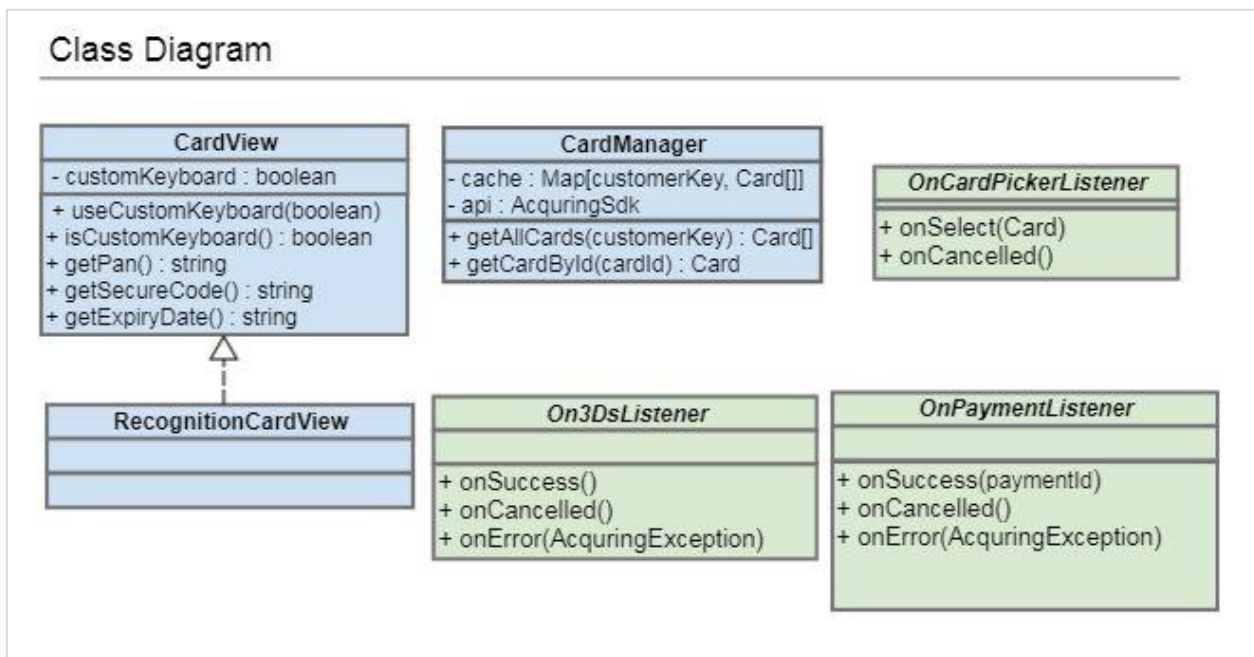 Class Diagram
CardView
- customKeyboard : boolean
+ useCustomKeyboard(boolean)
+ isCustomKeyboard() : boolean
+ getPan() : string
+ getSecureCode() : string
+ getExpiryDate() : string
CardManager
- cache : Map[customerKey, Card[]]
- api : AcquringSdk
+ getAllCards(customerKey) : Card[]
+ getCardById(cardId) : Card
OnCardPickerListener
+ onSelect(Card)
+ onCancelled()
RecognitionCardView
On3DsListener
+ onSuccess()
+ onCancelled()
+ onError(AcquringException)
OnPaymentListener
+ onSuccess(paymentId)
+ onCancelled()
+ onError(AcquringException)